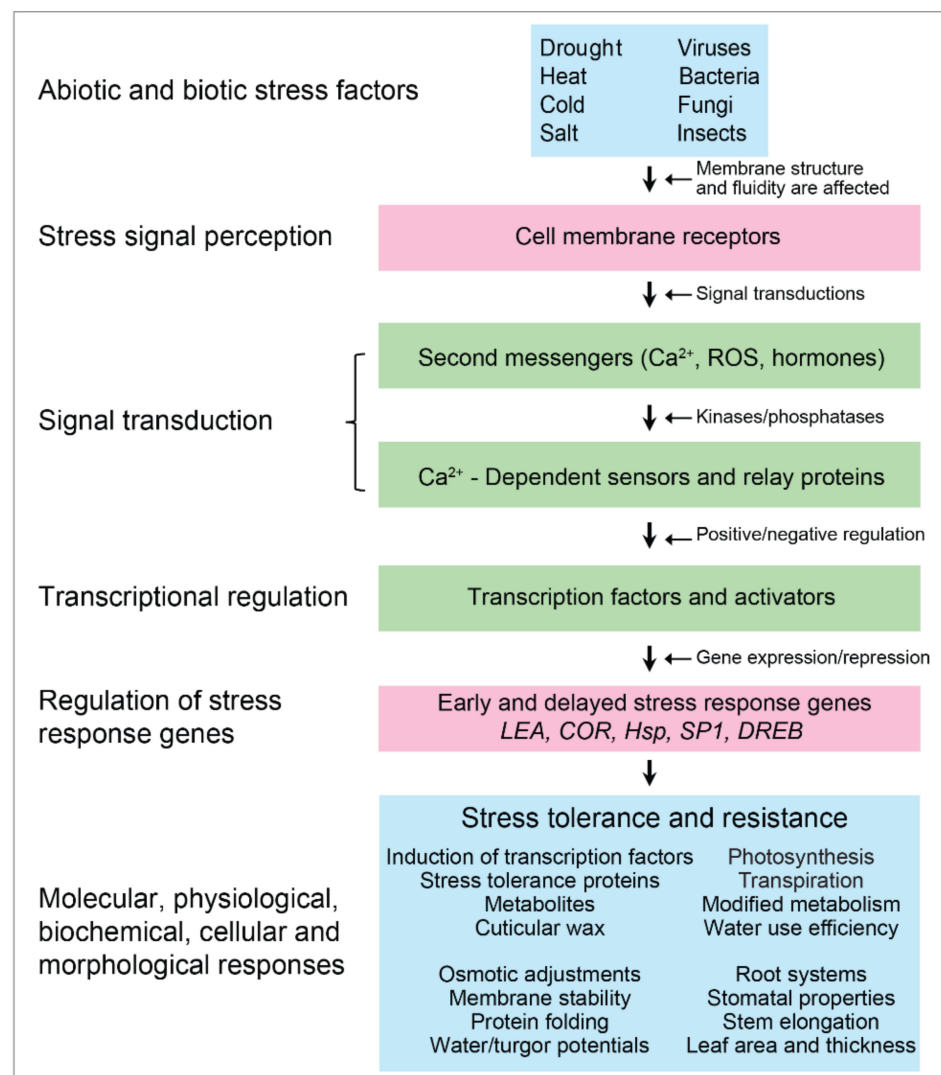 Abiotic and biotic stress factors
Drought Viruses
Heat Bacteria
Cold Fungi
Salt Insects
Membrane structure
and fluidity are affected
Stress signal perception
Cell membrane receptors
Signal transductions
Signal transduction
Second messengers (Ca²⁺, ROS, hormones)
Kinases/phosphatases
Ca²⁺ - Dependent sensors and relay proteins
Positive/negative regulation
Transcriptional regulation
Transcription factors and activators
Gene expression/repression
Regulation of stress
response genes
Early and delayed stress response genes
LEA, COR, Hsp, SP1, DREB
Molecular, physiological,
biochemical, cellular and
morphological responses
Stress tolerance and resistance
Induction of transcription factors Photosynthesis
Stress tolerance proteins Transpiration
Metabolites Modified metabolism
Cuticular wax Water use efficiency
Osmotic adjustments Root systems
Membrane stability Stomatal properties
Protein folding Stem elongation
Water/turgor potentials Leaf area and thickness